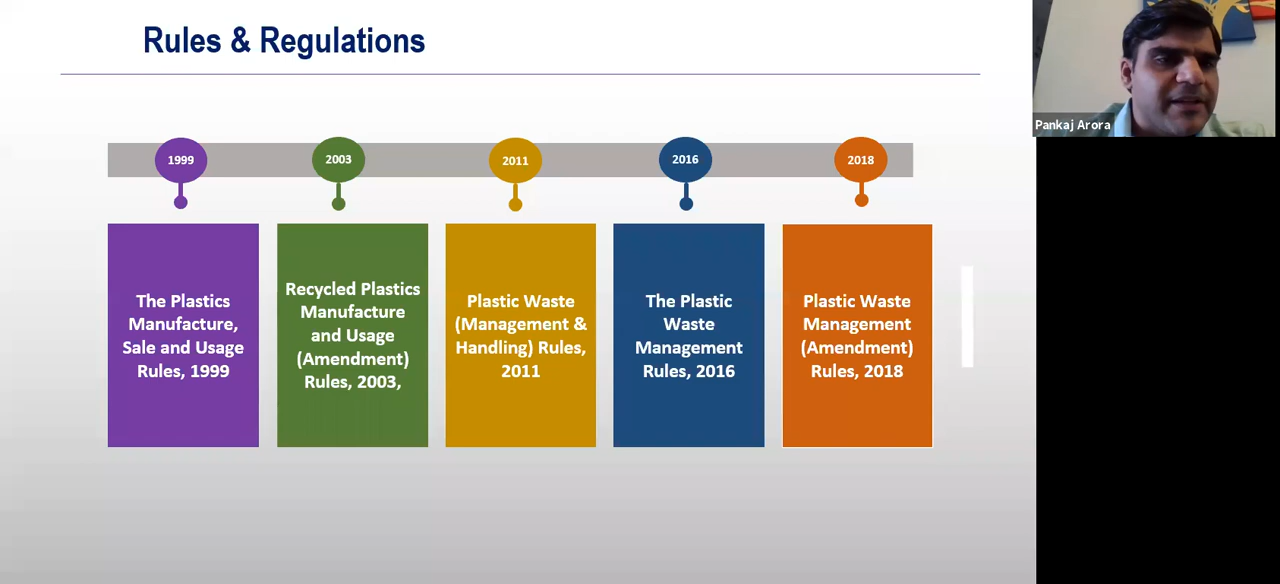 Rules & Regulations
Pankaj Arora
1999
2003
2011
2016
2018
The Plastics
Manufacture,
Sale and Usage
Rules, 1999
Recycled Plastics
Manufacture
and Usage
(Amendment)
Rules, 2003,
Plastic Waste
(Management &
Handling) Rules,
2011
The Plastic
Waste
Management
Rules, 2016
Plastic Waste
Management
(Amendment)
Rules, 2018